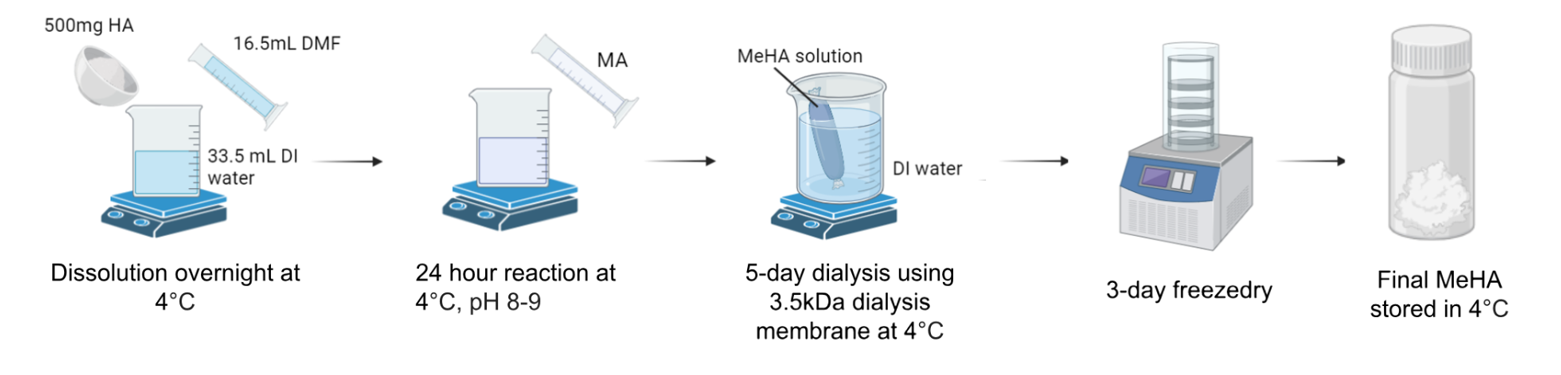 500mg HA
16.5mL DMF
33.5 mL DI
water
Dissolution overnight at
4°C
MA
24 hour reaction at
4°C, pH 8-9
MeHA solution
DI water
5-day dialysis using
3.5kDa dialysis
membrane at 4°C
3-day freezedry
Final MeHA
stored in 4°C